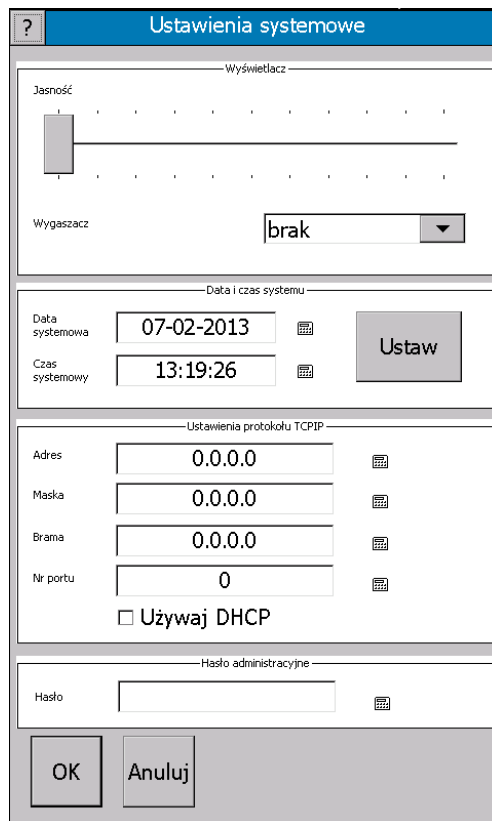 ? Ustawienia systemowe
Wyświetlacz
Jasność
Wygaszacz brak
Data i czas systemu
Data systemowa 07-02-2013
Ustaw
Czas systemowy 13:19:26
Ustawienia protokołu TCPIP
Adres 0.0.0.0
Maska 0.0.0.0
Brama 0.0.0.0
Nr portu 0
Używaj DHCP
Hasło administracyjne
Hasło
OK Anuluj